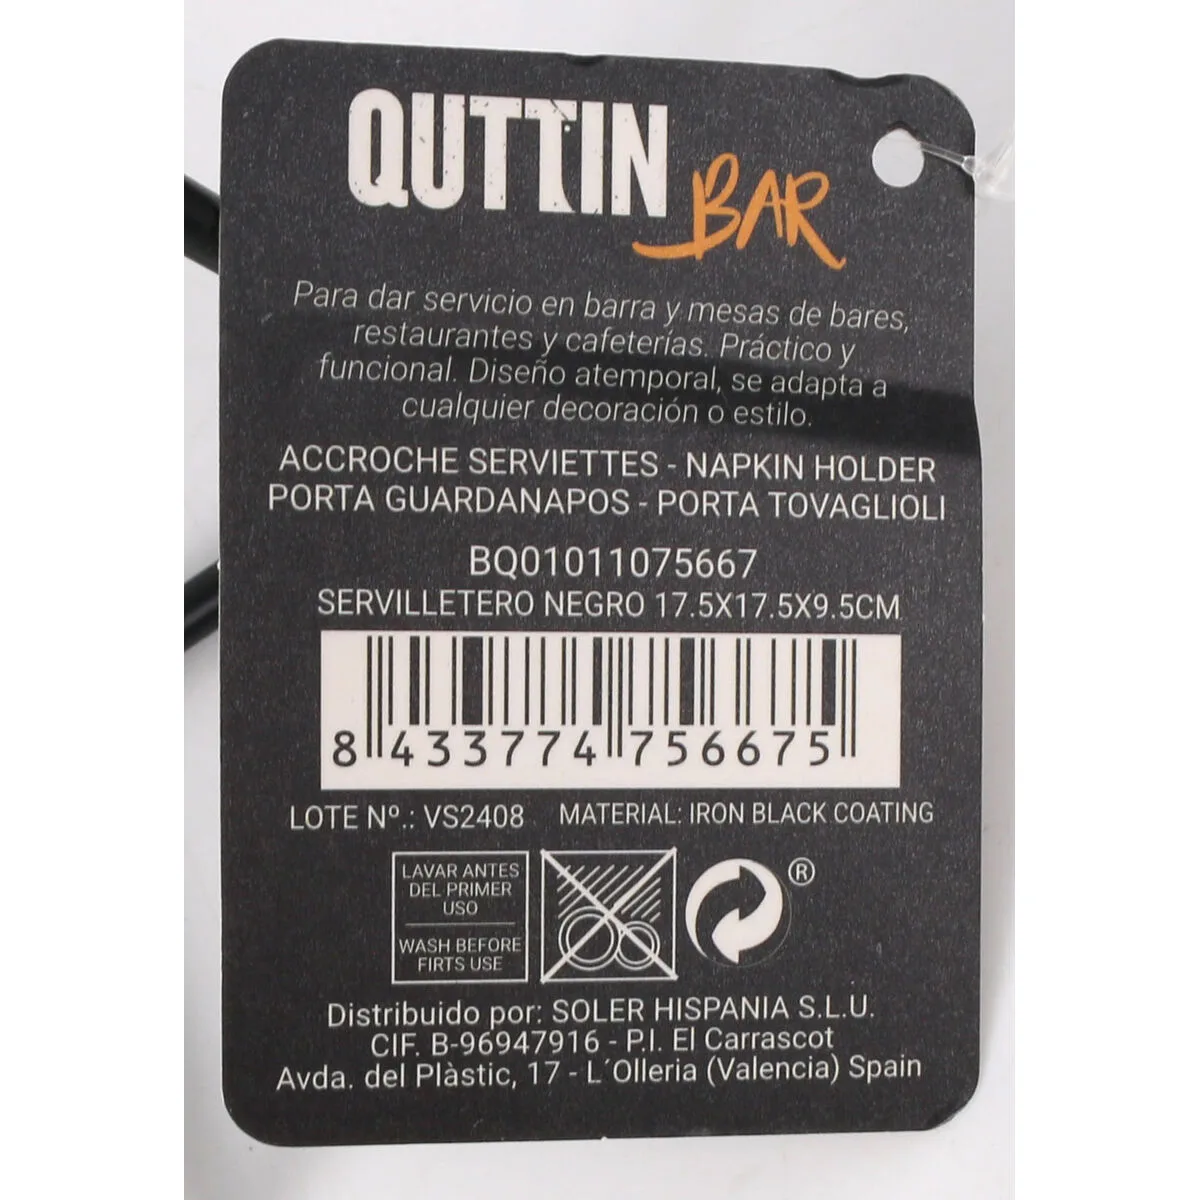 QUTTIN
BAR
Para dar servicio en barra y mesas de bares,
restaurantes y cafeterías. Práctico y
funcional. Diseño atemporal, se adapta a
cualquier decoración o estilo.
ACCROCHE SERVIETTES - NAPKIN HOLDER
PORTA GUARDANAPOS - PORTA TOVAGLIOLI
BQ01011075667
SERVILLETERO NEGRO 17.5X17.5X9.5CM
8 433774 756675
LOTE Nº.: VS2408 MATERIAL: IRON BLACK COATING
LAVAR ANTES
DEL PRIMER
USO
WASH BEFORE
FIRTS USE
®
Distribuido por: SOLER HISPANIA S.L.U.
CIF. B-96947916 - P.I. El Carrascot
Avda. del Plàstic, 17 - L´Olleria (Valencia) Spain